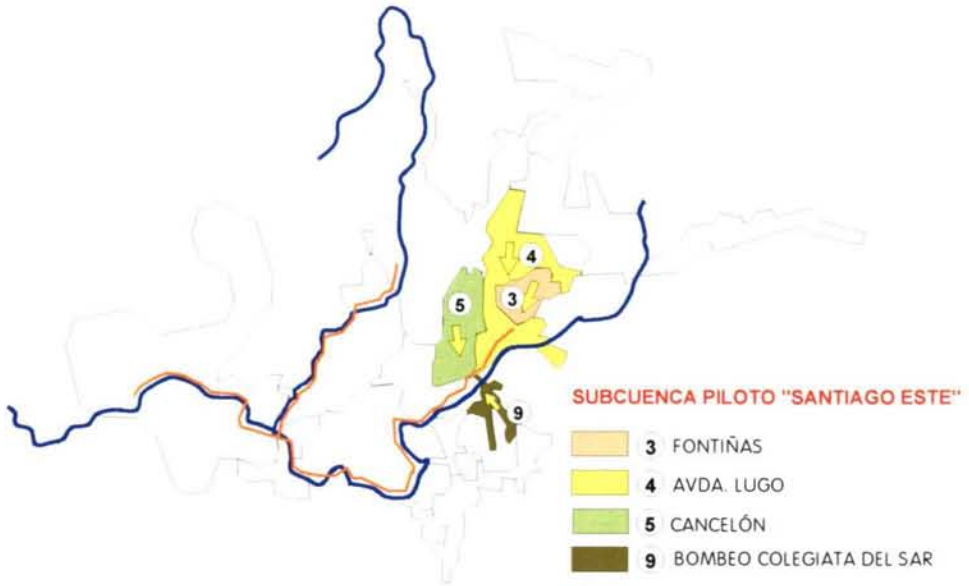 4
3
5
9
SUBCUENCA PILOTO "SANTIAGO ESTE"
3 FONTIÑAS
4 AVDA. LUGO
5 CANCELÓN
9 BOMBEO COLEGIATA DEL SAR